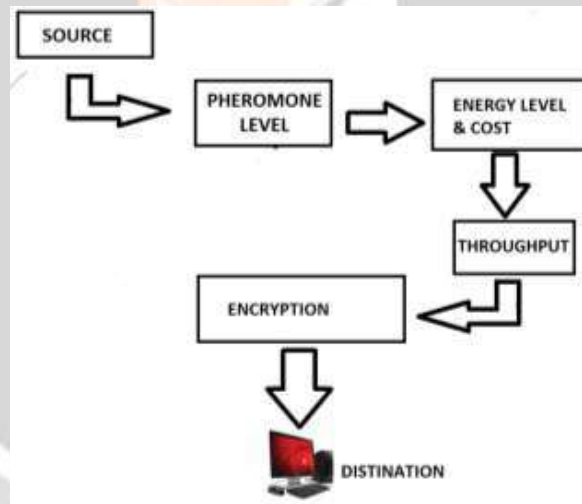 SOURCE
PHEROMONE
LEVEL
ENERGY LEVEL
& COST
THROUGHPUT
ENCRYPTION
DISTINATION